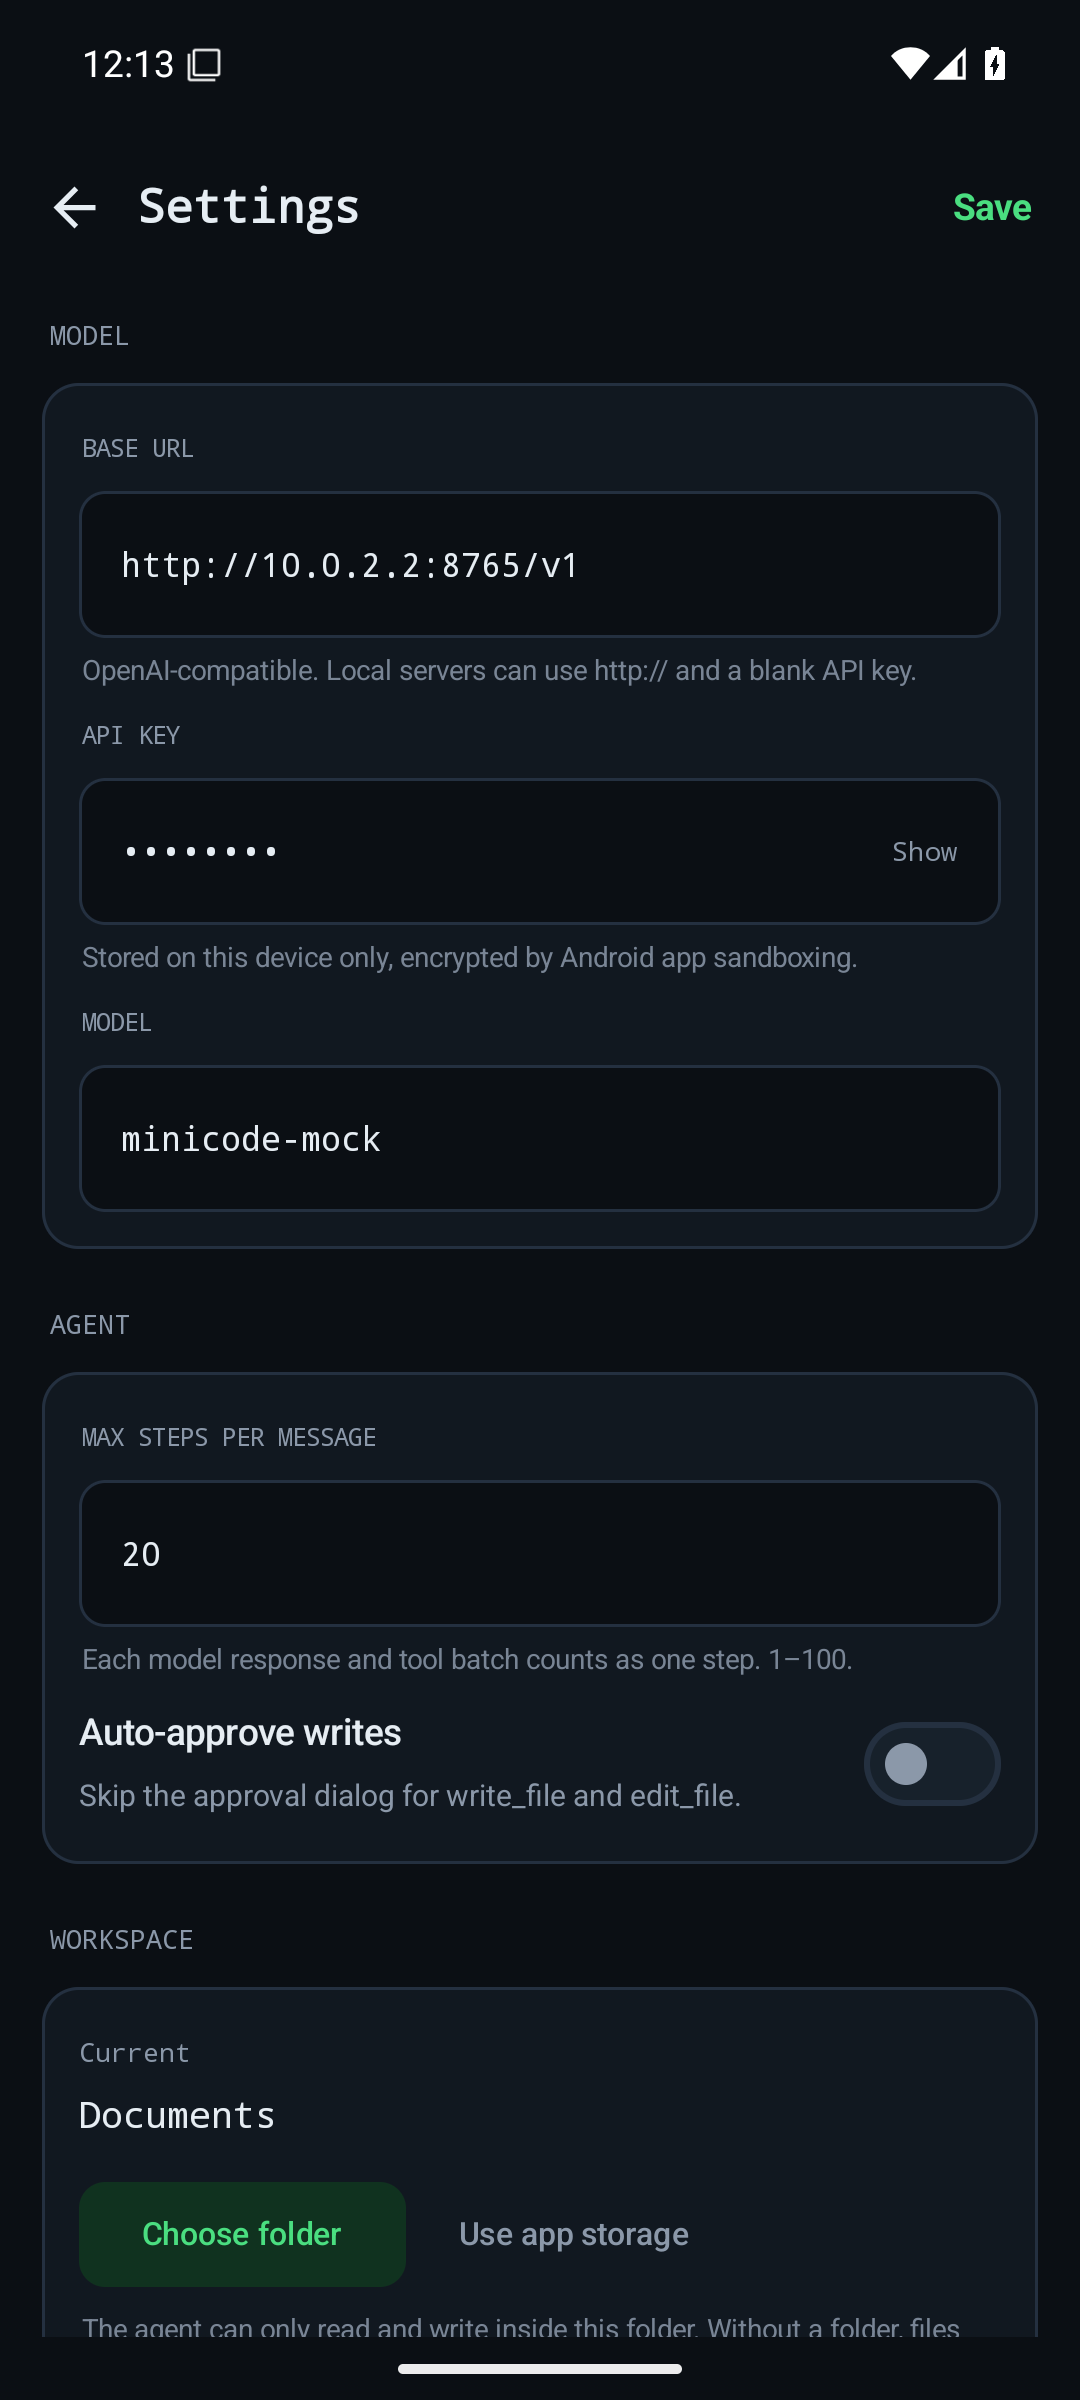 12:13
Settings
Save
MODEL
BASE URL
http://10.0.2.2:8765/v1
OpenAI-compatible. Local servers can use http:// and a blank API key.
API KEY
••••••••
Show
Stored on this device only, encrypted by Android app sandboxing.
MODEL
minicode-mock
AGENT
MAX STEPS PER MESSAGE
20
Each model response and tool batch counts as one step. 1–100.
Auto-approve writes
Skip the approval dialog for write_file and edit_file.
WORKSPACE
Current
Documents
Choose folder
Use app storage
The agent can only read and write inside this folder. Without a folder, files